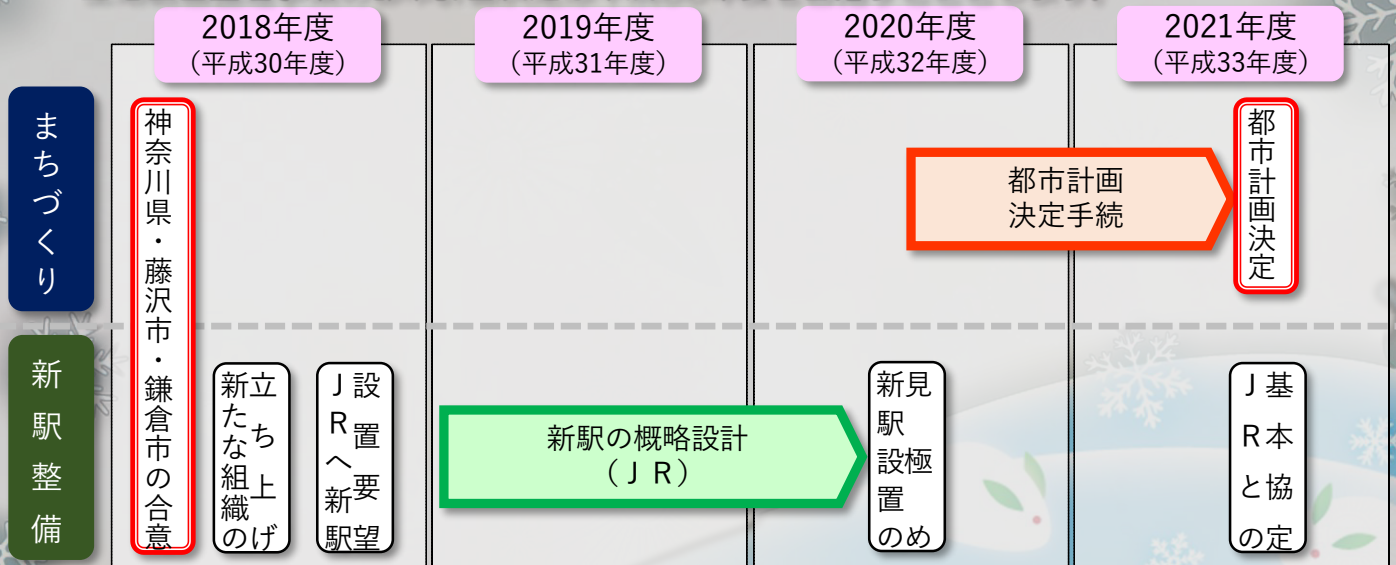 2018年度
（平成30年度）
2019年度
（平成31年度）
2020年度
（平成32年度）
2021年度
（平成33年度）
まちづくり
神奈川県・藤沢市・鎌倉市の合意
都市計画
決定手続
都市計画決定
新駅整備
新たな組織の
立ち上げ
ＪＲへ新駅
設置要望
新駅の概略設計
（ＪＲ）
新駅設置の
見極め
ＪＲとの
基本協定